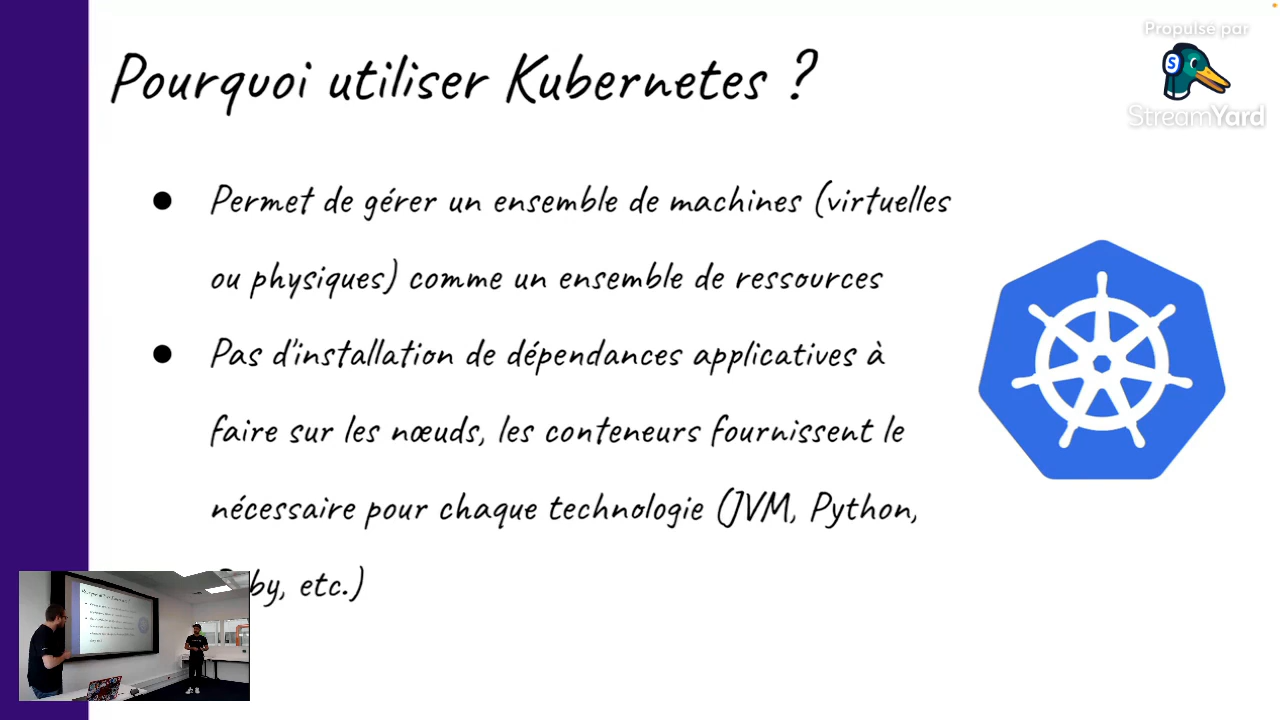 Propulsé par
StreamYard
Pourquoi utiliser Kubernetes ?
● Permet de gérer un ensemble de machines (virtuelles
ou physiques) comme un ensemble de ressources
● Pas d'installation de dépendances applicatives à
faire sur les nœuds, les conteneurs fournissent le
nécessaire pour chaque technologie (JVM, Python,
by, etc.)